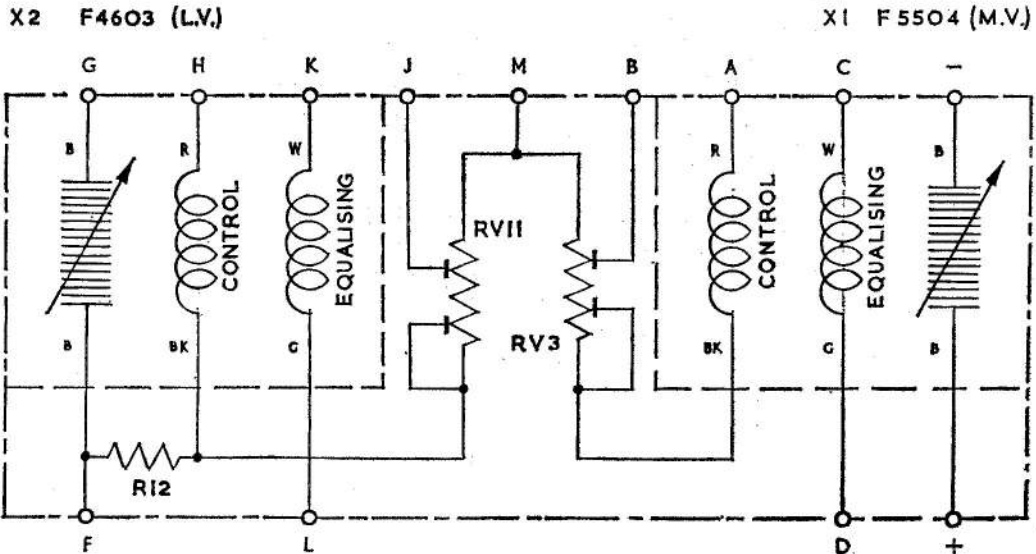 X2 F4603 (L.V.)
X1 F5504 (M.V.)
G H K J M B A C −
B R W R W B
CONTROL
EQUALISING
RV11
RV3
CONTROL
EQUALISING
B BK G BK G B
R12
F L D +